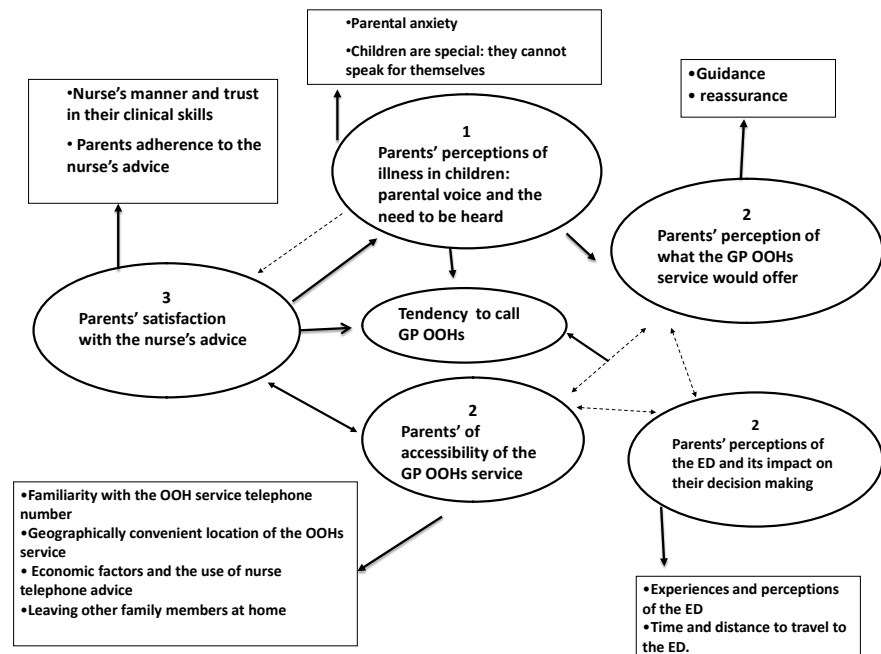 •Parental anxiety
•Children are special: they cannot
speak for themselves
•Guidance
• reassurance
•Nurse's manner and trust
in their clinical skills
• Parents adherence to the
nurse's advice
1
Parents' perceptions of
illness in children:
parental voice and the
need to be heard
2
Parents' perception of
what the GP OOHs
service would offer
3
Parents' satisfaction
with the nurse's advice
Tendency to call
GP OOHs
2
Parents' of
accessibility of the
GP OOHs service
2
Parents' perceptions of
the ED and its impact on
their decision making
•Familiarity with the OOH service telephone
number
•Geographically convenient location of the OOHs
service
• Economic factors and the use of nurse
telephone advice
•Leaving other family members at home
•Experiences and perceptions
of the ED
•Time and distance to travel to
the ED.